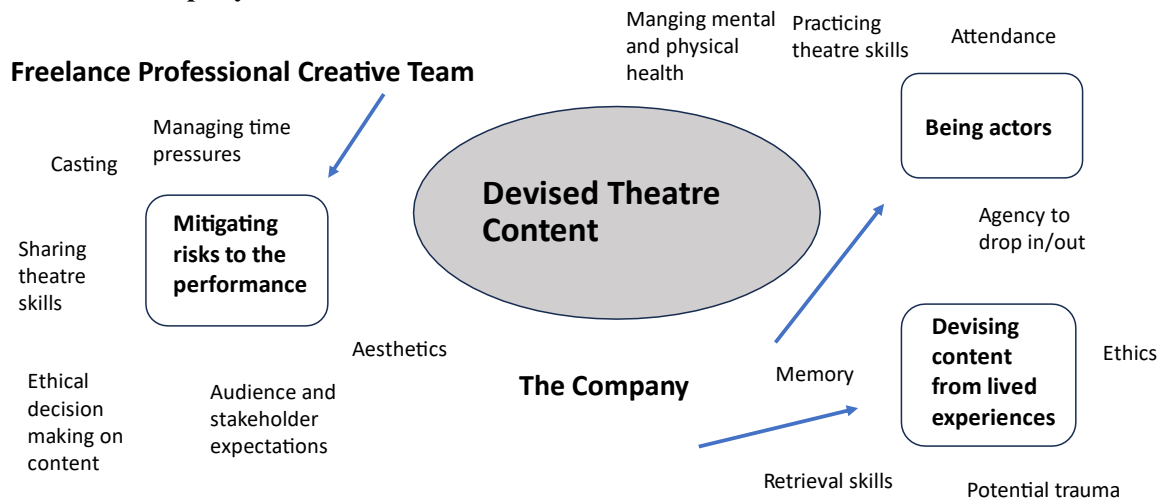 Manging mental
and physical
health
Practicing
theatre skills
Attendance
Freelance Professional Creative Team
Managing time
pressures
Casting
Being actors
Devised Theatre
Content
Mitigating
risks to the
performance
Sharing
theatre
skills
Agency to
drop in/out
Aesthetics
Devising
content
from lived
experiences
Ethics
Ethical
decision
making on
content
Audience and
stakeholder
expectations
The Company
Memory
Retrieval skills
Potential trauma